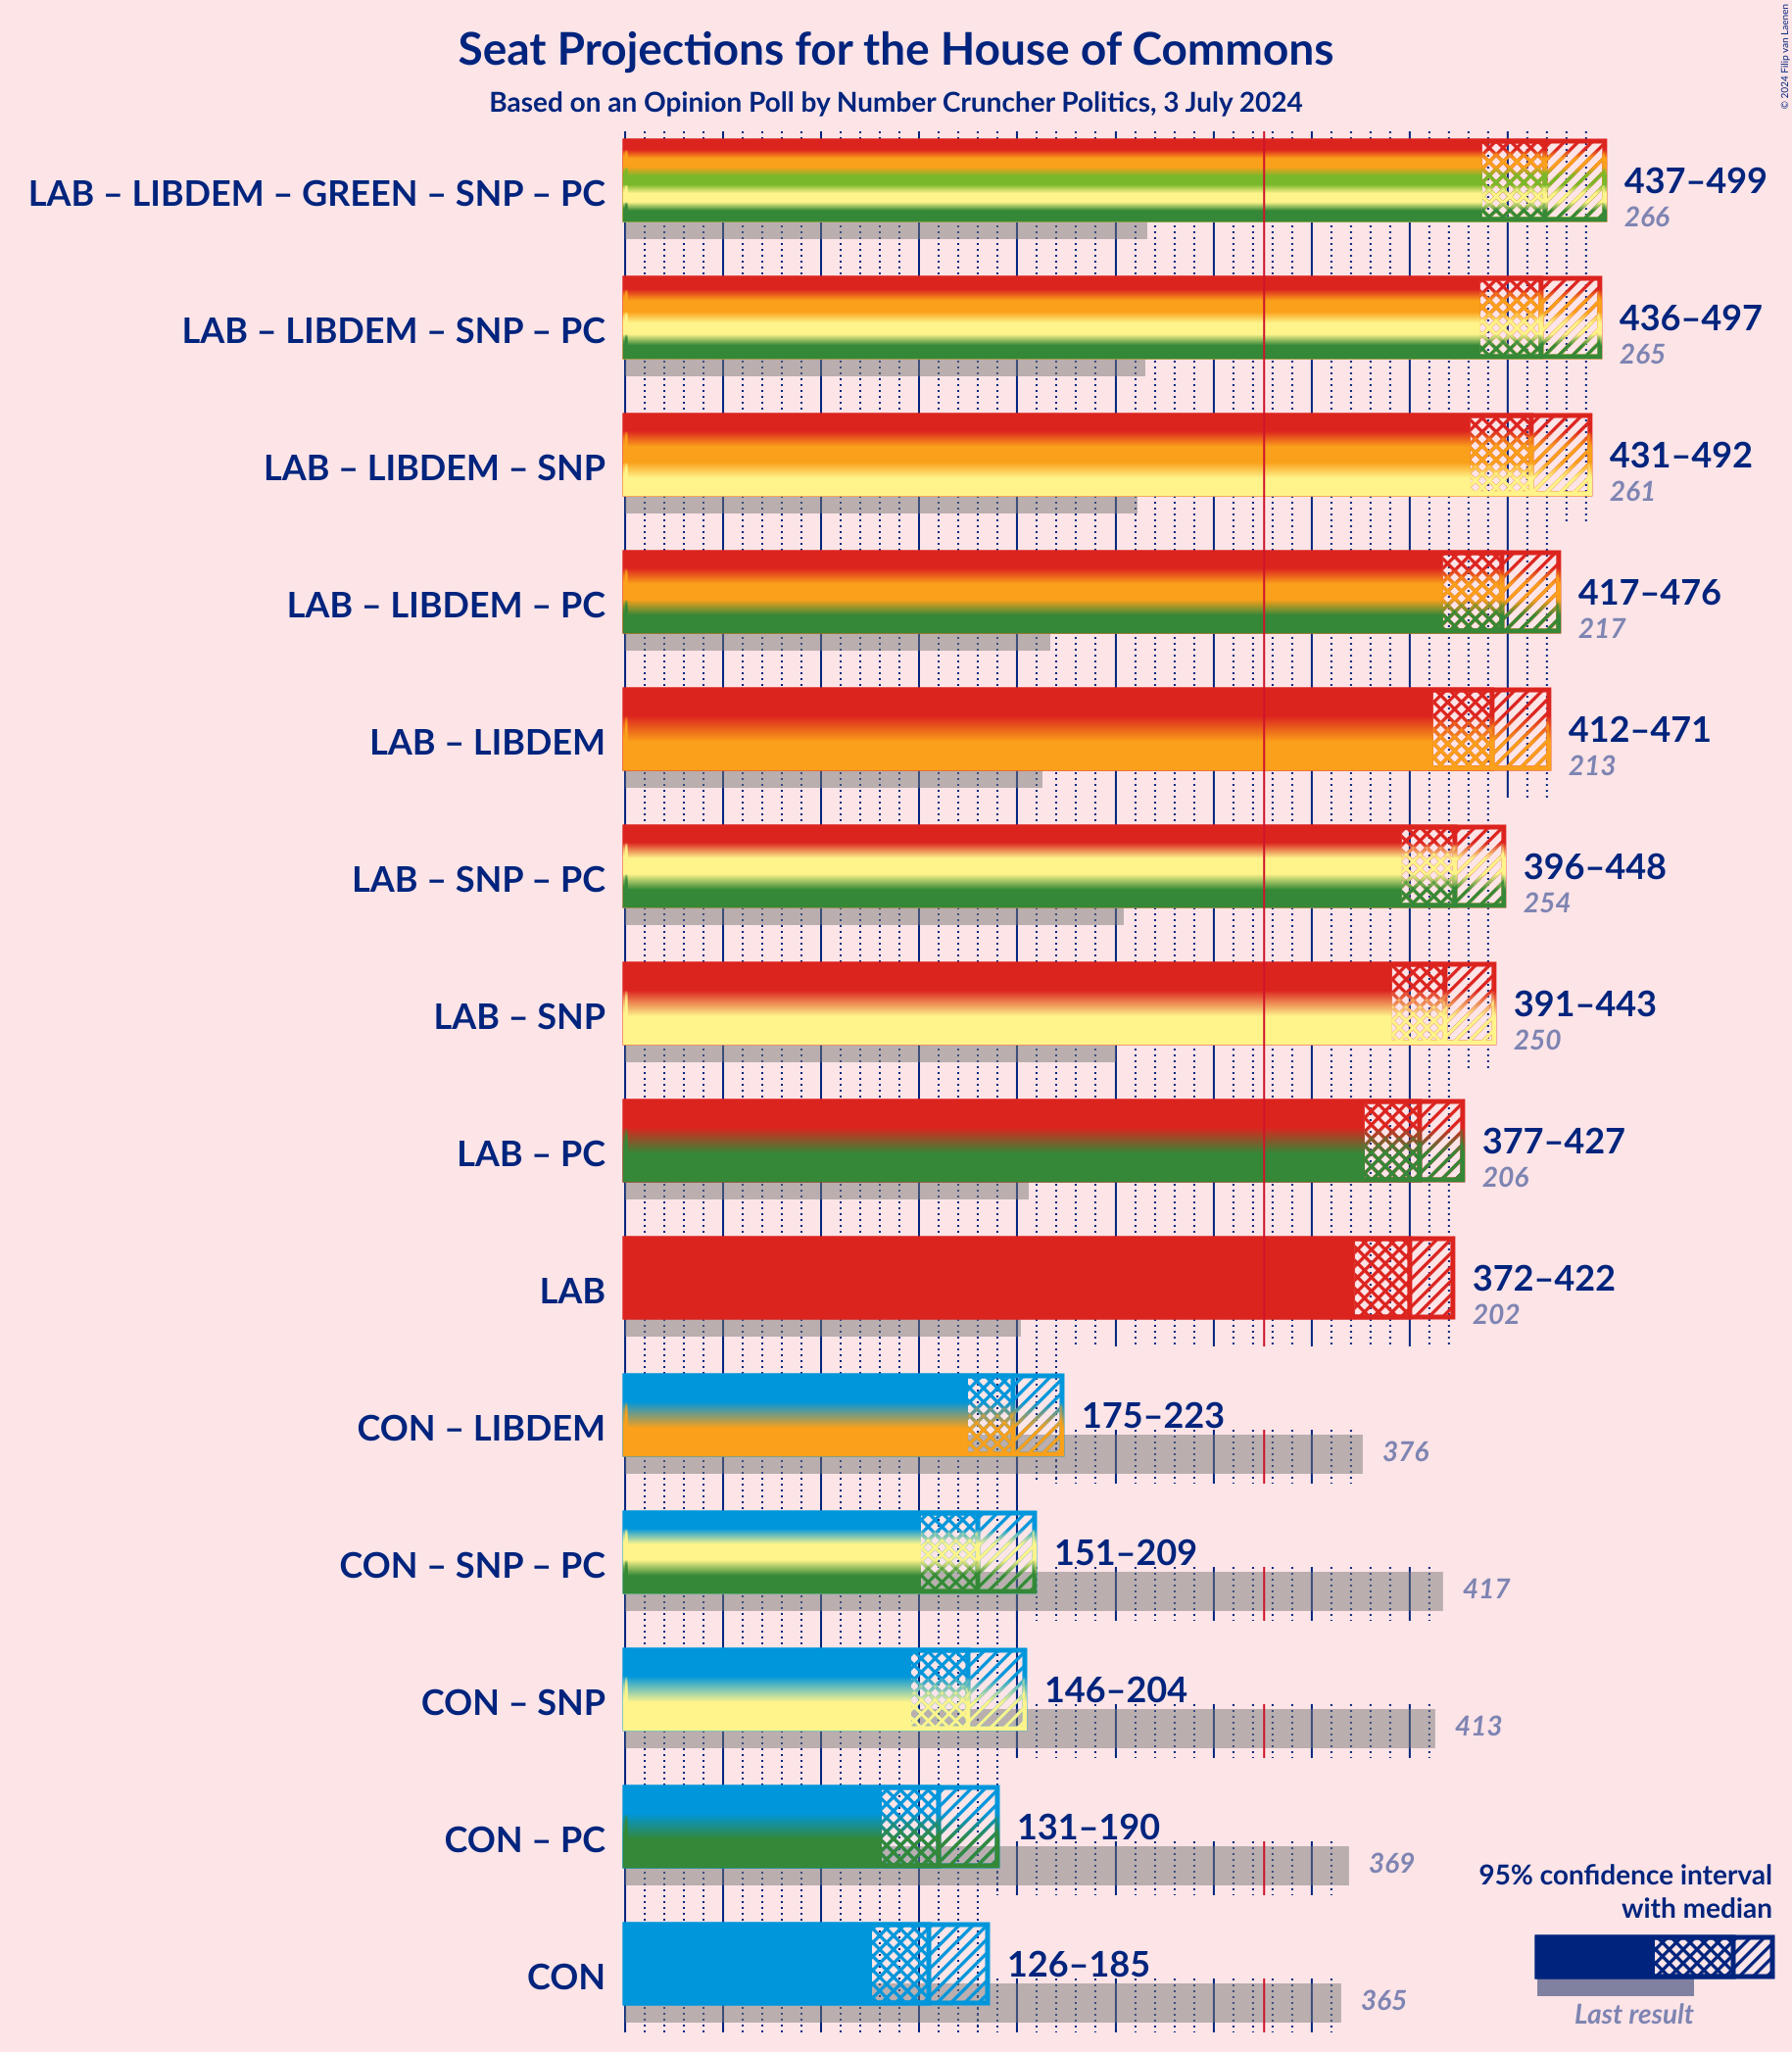 Seat Projections for the House of Commons
Based on an Opinion Poll by Number Cruncher Politics, 3 July 2024
© 2024 Filip van Laenen
LAB – LIBDEM – GREEN – SNP – PC
437–499
266
LAB – LIBDEM – SNP – PC
436–497
265
LAB – LIBDEM – SNP
431–492
261
LAB – LIBDEM – PC
417–476
217
LAB – LIBDEM
412–471
213
LAB – SNP – PC
396–448
254
LAB – SNP
391–443
250
LAB – PC
377–427
206
LAB
372–422
202
CON – LIBDEM
175–223
376
CON – SNP – PC
151–209
417
CON – SNP
146–204
413
CON – PC
131–190
369
CON
126–185
365
95% confidence interval
with median
Last result